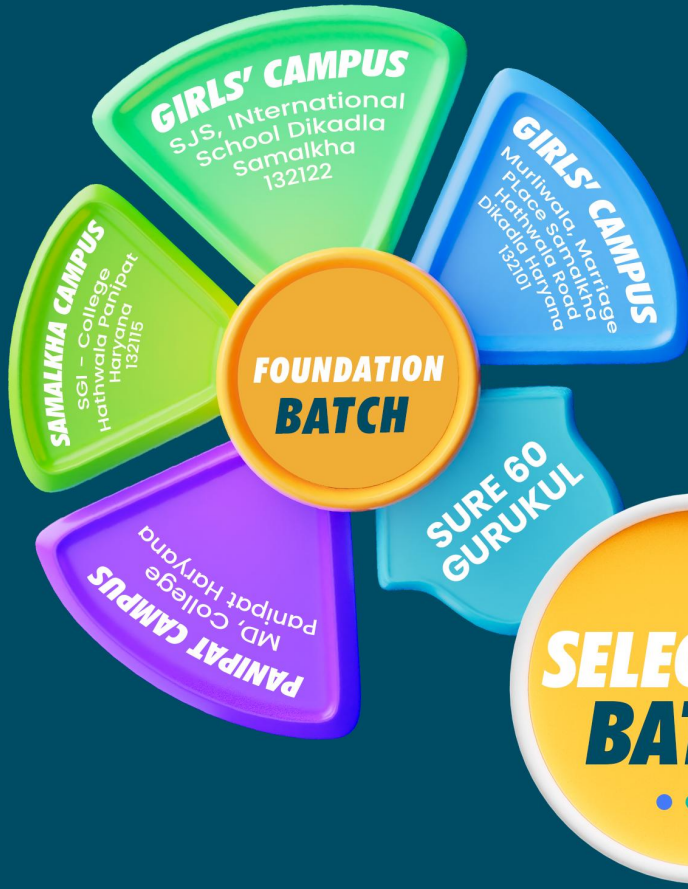 GIRLS' CAMPUS
SJS, INternational
School Dikadla
Samalkha
132122
GIRLS' CAMPUS
Murliwala, Marriage
PLace Samalkha
Hathwala Road
Dikadla Haryana
132101
SAMALKHA CAMPUS
SGI - College
Hathwala Panipat
Haryana
132115
FOUNDATION
BATCH
SURE 60
GURUKUL
PANIPAT CAMPUS
MD, College
Panipat Haryana